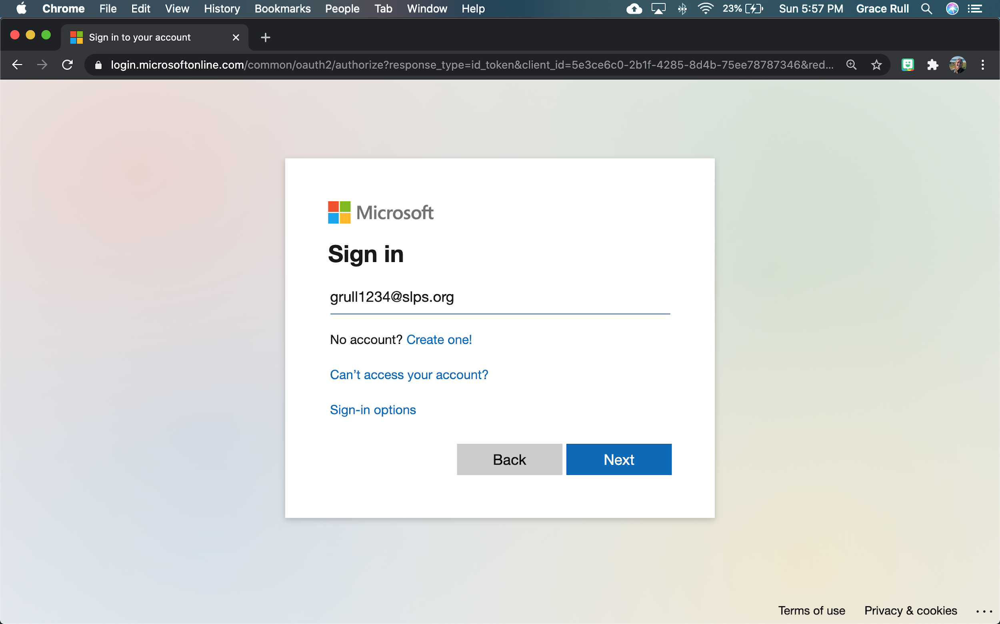 Chrome File Edit View History Bookmarks People Tab Window Help 23% Sun 5:57 PM Grace Rull
Sign in to your account
login.microsoftonline.com/common/oauth2/authorize?response_type=id_token&client_id=5e3ce6c0-2b1f-4285-8d4b-75ee78787346&red...
Microsoft
Sign in
grull1234@slps.org
No account? Create one!
Can't access your account?
Sign-in options
Back Next
Terms of use Privacy & cookies ...